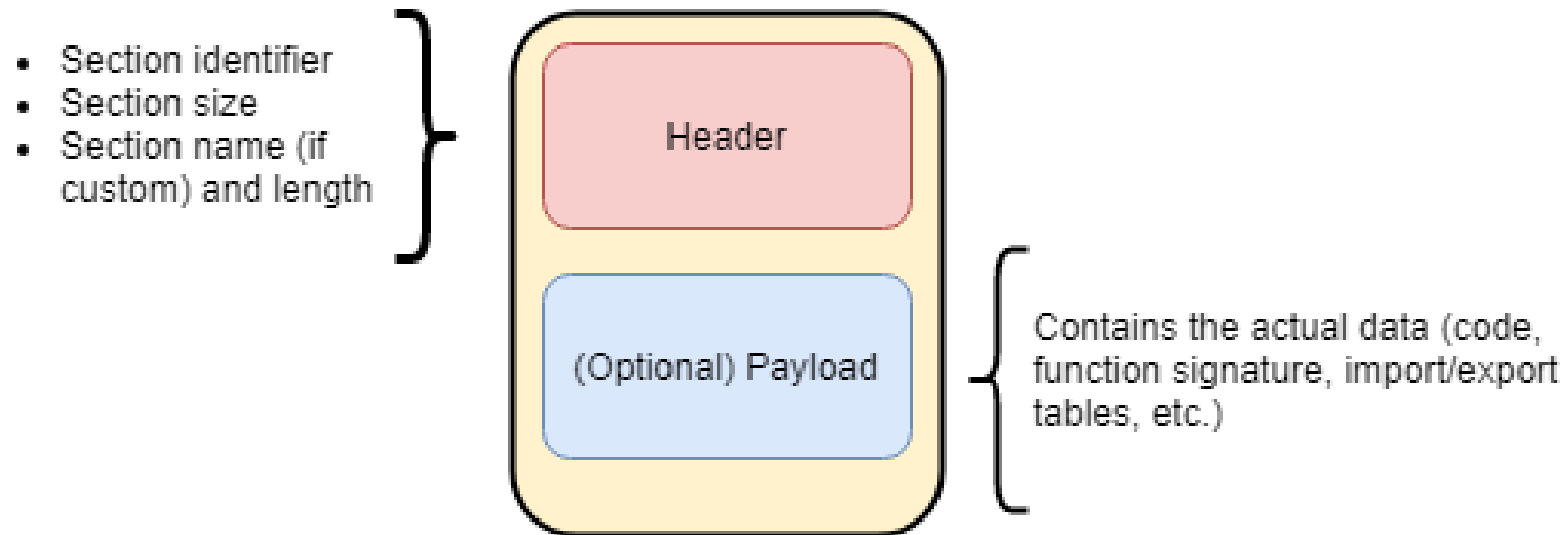 • Section identifier
• Section size
• Section name (if
custom) and length
Header
(Optional) Payload
Contains the actual data (code,
function signature, import/export
tables, etc.)